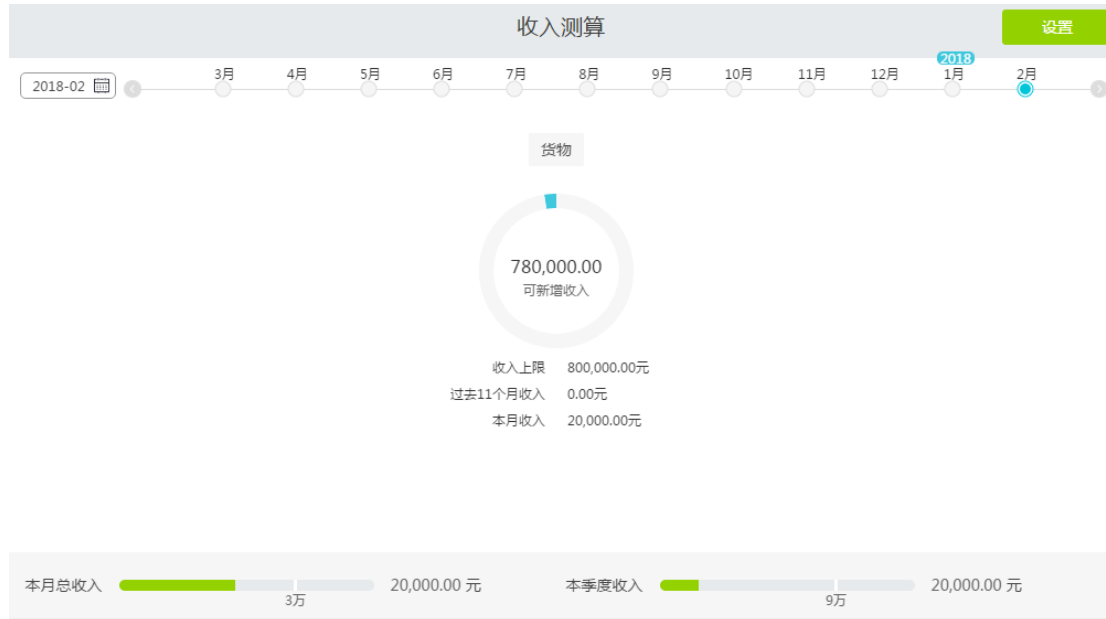 收入测算
设置
2018-02
3月 4月 5月 6月 7月 8月 9月 10月 11月 12月 2018 1月 2月
货物
780,000.00
可新增收入
收入上限 800,000.00元
过去11个月收入 0.00元
本月收入 20,000.00元
本月总收入 3万 20,000.00 元
本季度收入 9万 20,000.00 元